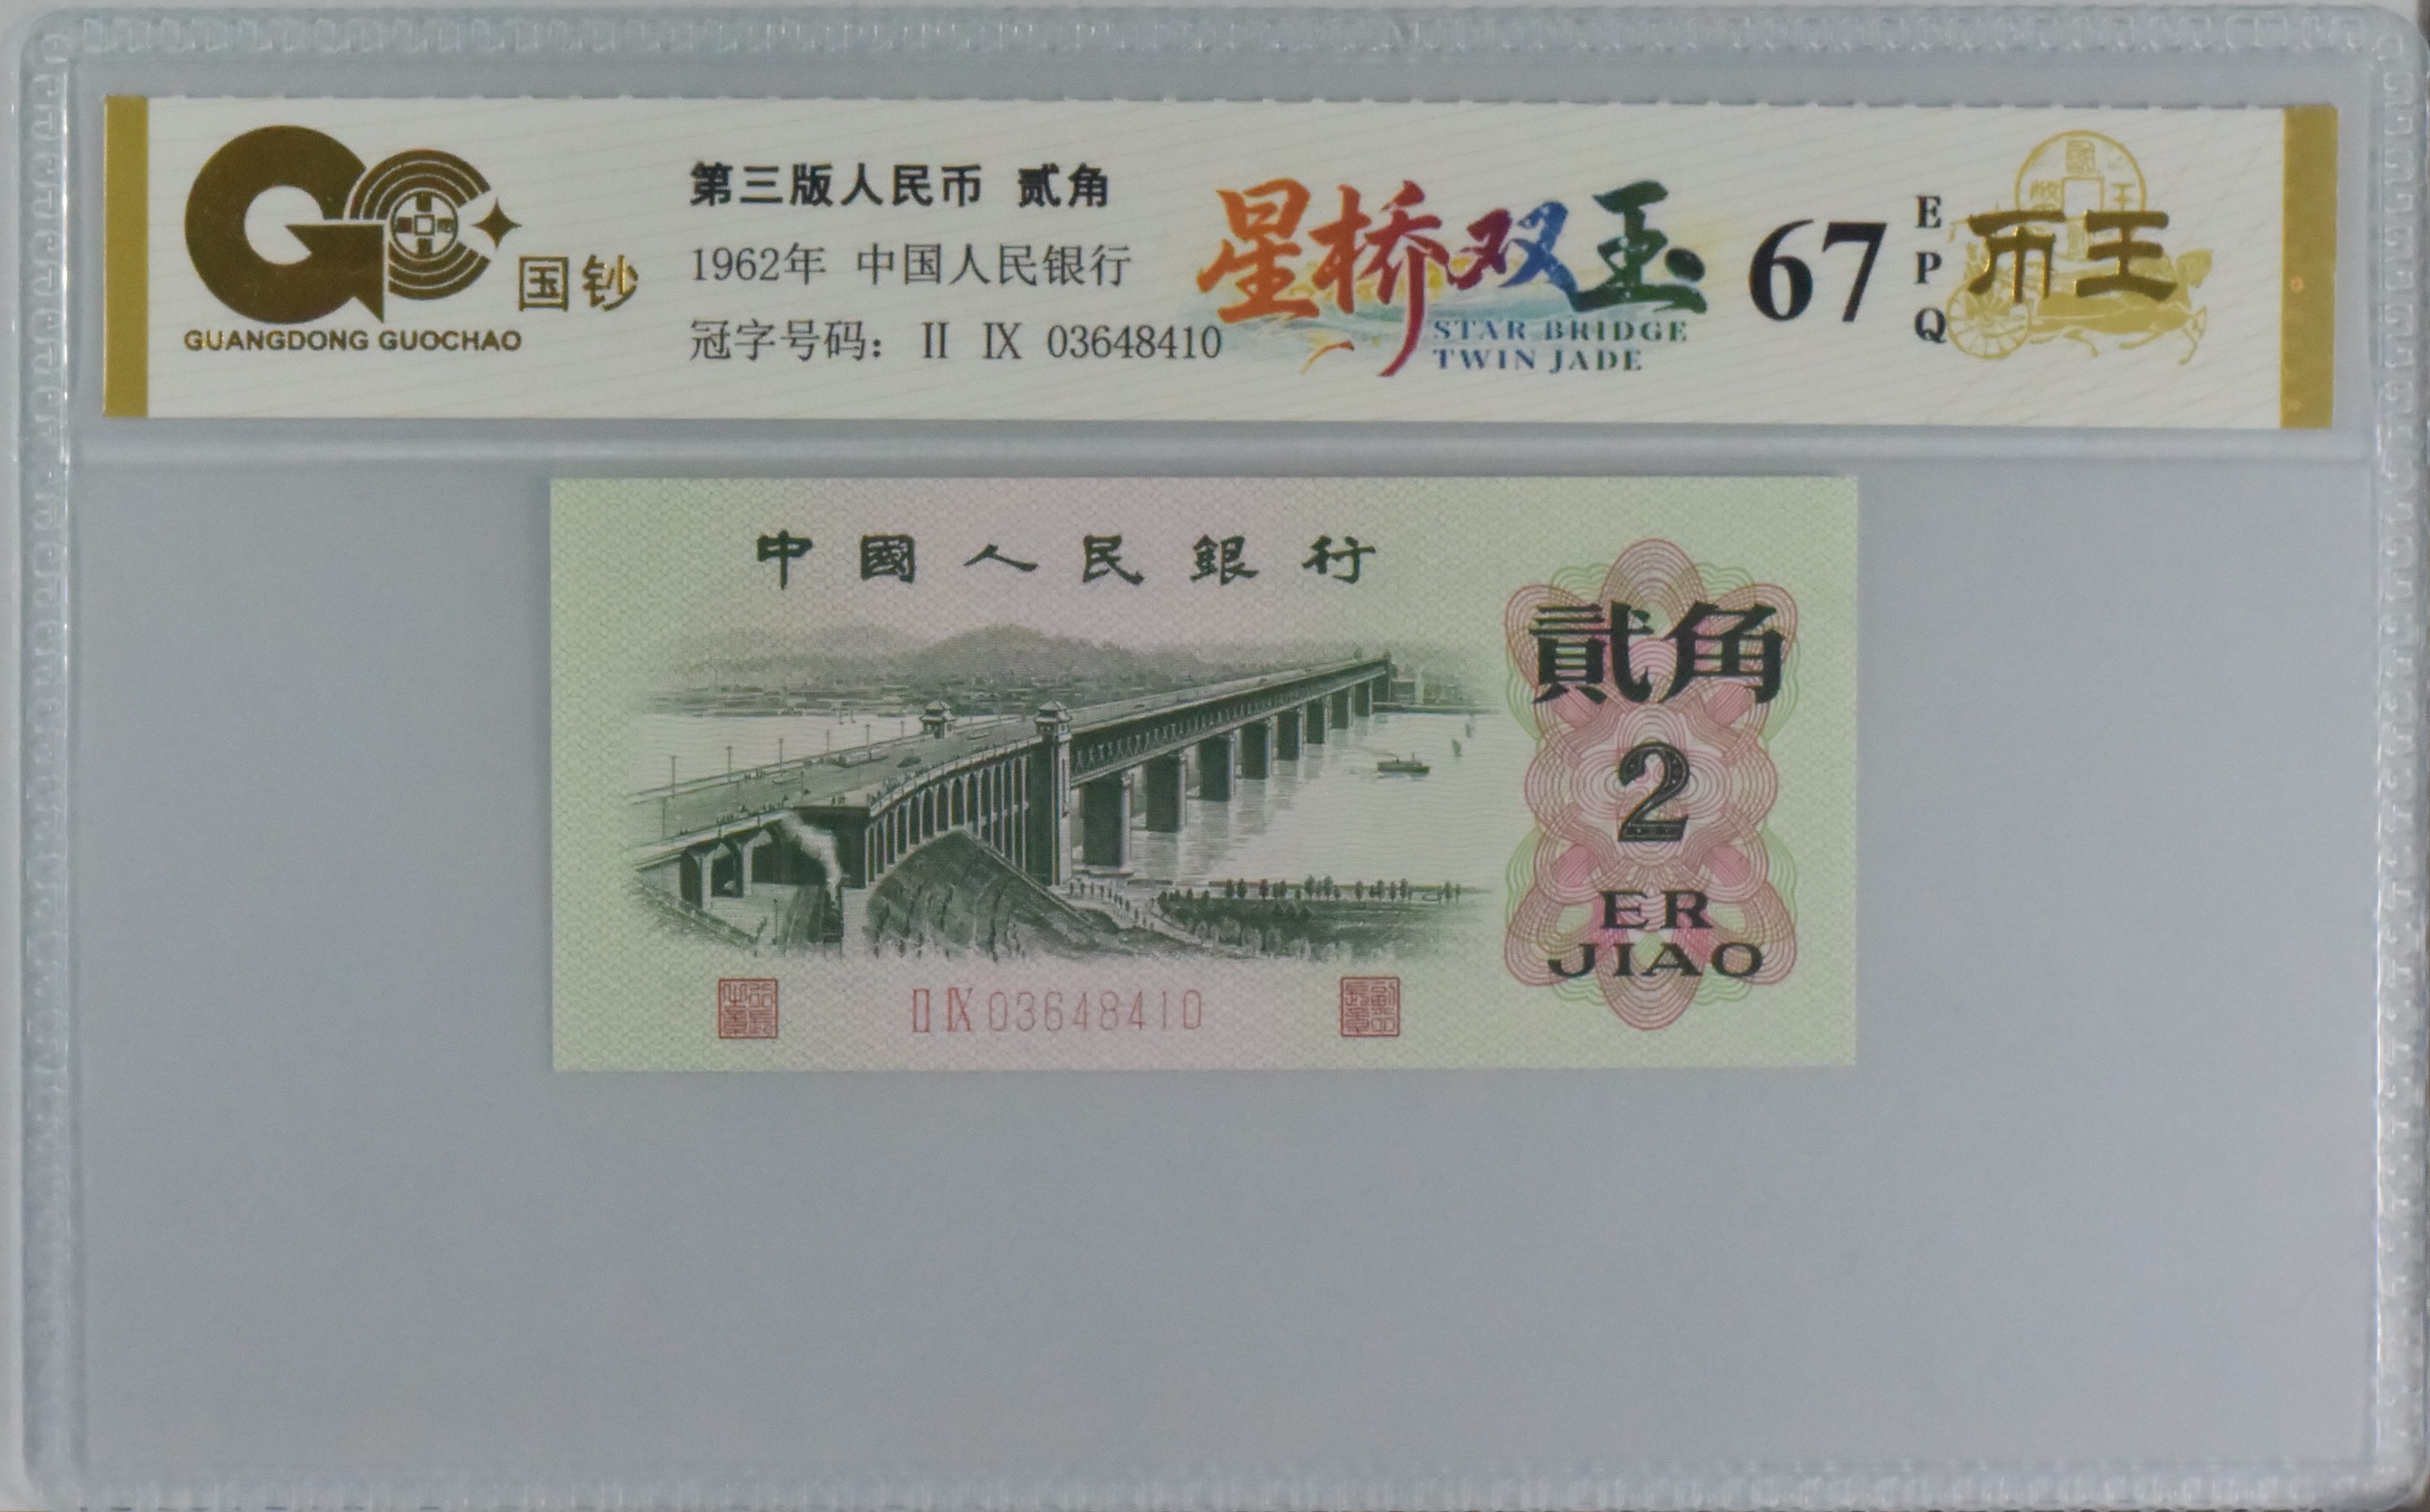 国钞
GUANGDONG GUOCHAO
第三版人民币 贰角
1962年 中国人民银行
冠字号码： II IX 03648410
星桥双玉
STAR BRIDGE
TWIN JADE
67
EPQ
币王
中國人民銀行
貳角
2
ER
JIAO
II IX 03648410